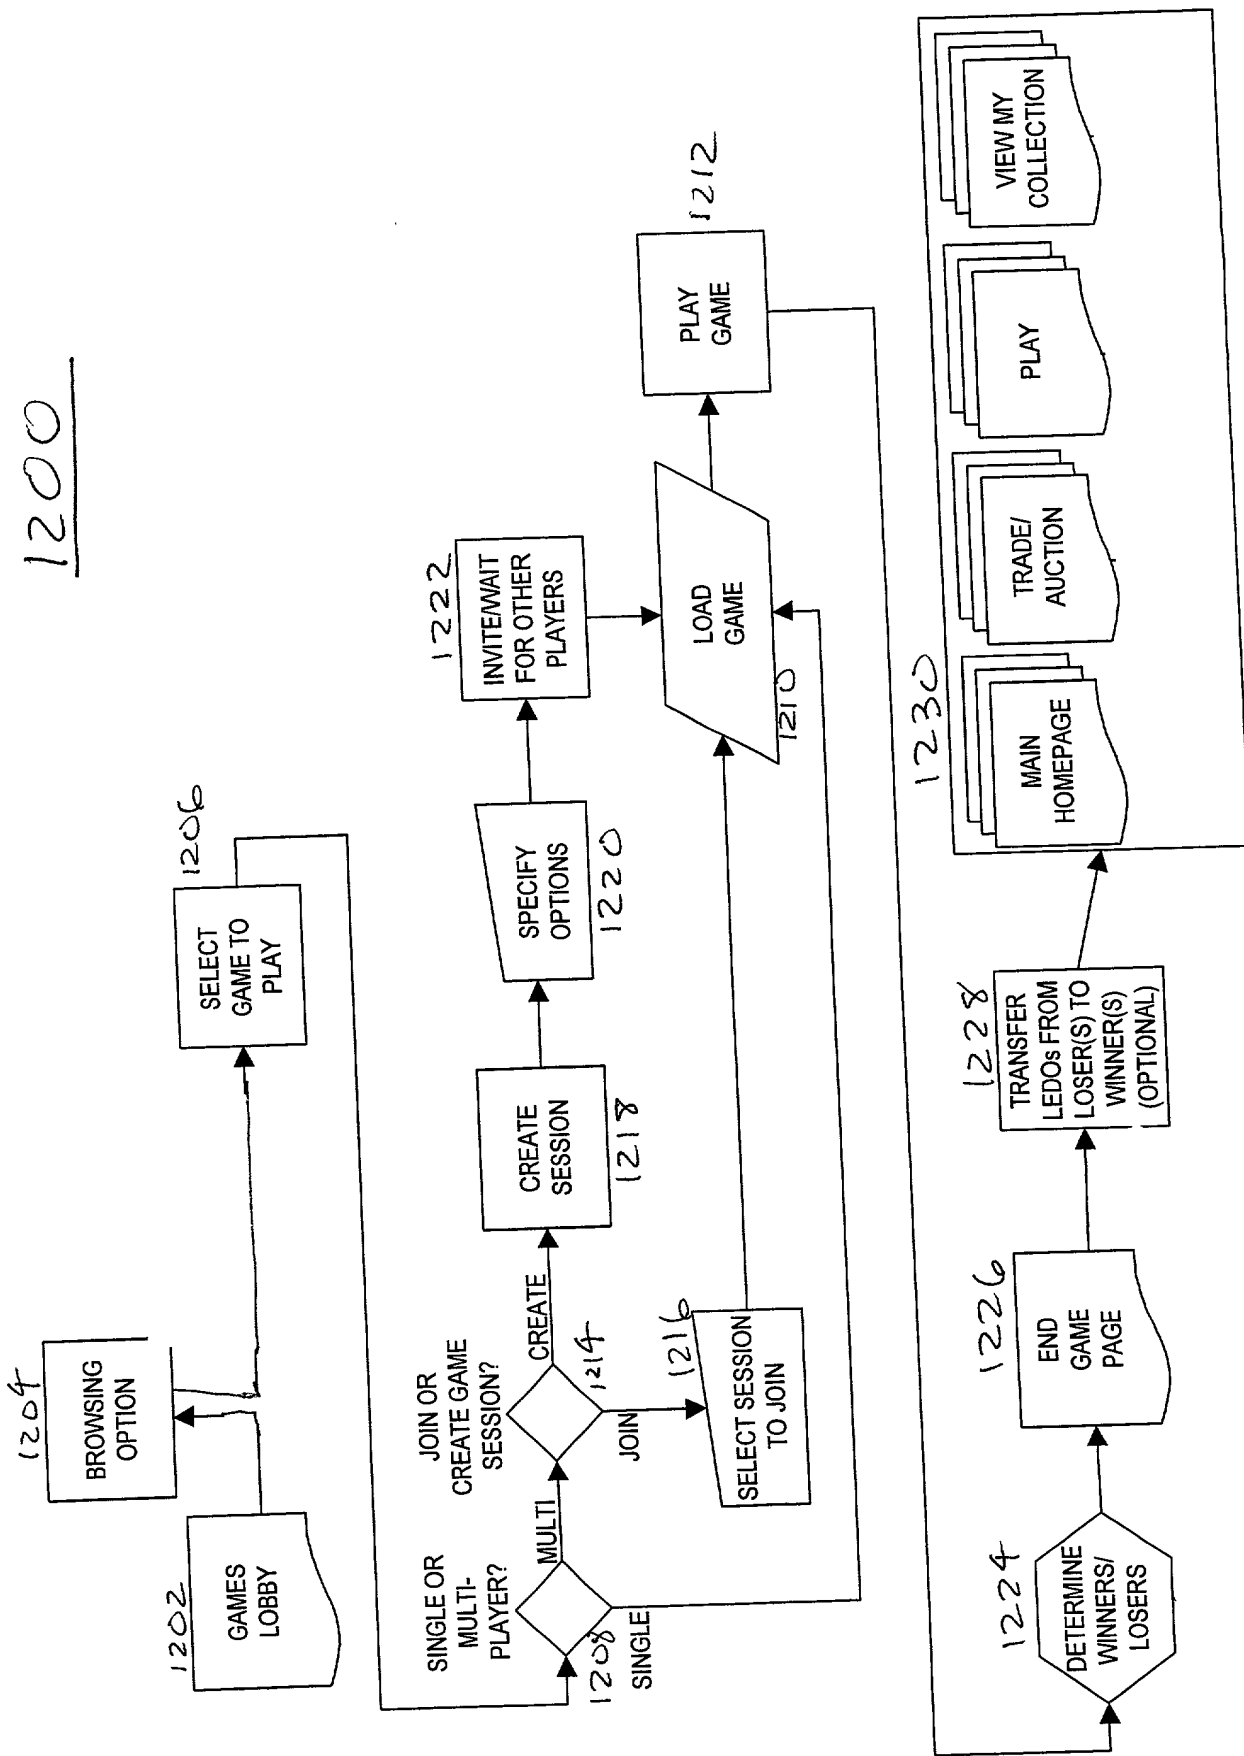 1200
1202
GAMES
LOBBY
1204
BROWSING
OPTION
1206
SELECT
GAME TO
PLAY
SINGLE OR
MULTI-
PLAYER?
1208
MULTI
SINGLE
JOIN OR
CREATE GAME
SESSION?
1214
CREATE
JOIN
1216
SELECT SESSION
TO JOIN
CREATE
SESSION
1218
SPECIFY
OPTIONS
1220
1222
INVITE/WAIT
FOR OTHER
PLAYERS
LOAD
GAME
1210
PLAY
GAME
1212
1224
DETERMINE
WINNERS/
LOSERS
1226
END
GAME
PAGE
1228
TRANSFER
LEDOs FROM
LOSER(S) TO
WINNER(S)
(OPTIONAL)
1230
MAIN
HOMEPAGE
TRADE/
AUCTION
PLAY
VIEW MY
COLLECTION